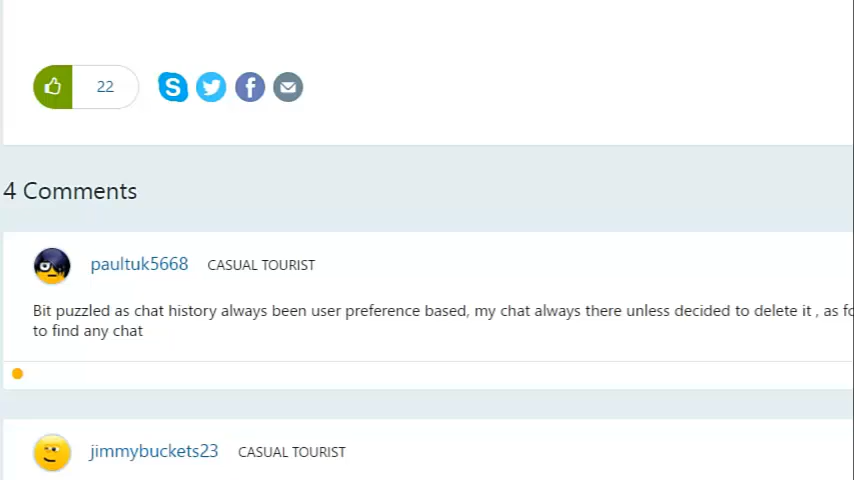 22
4 Comments
paultuk5668 CASUAL TOURIST
Bit puzzled as chat history always been user preference based, my chat always there unless decided to delete it , as
to find any chat
jimmybuckets23 CASUAL TOURIST